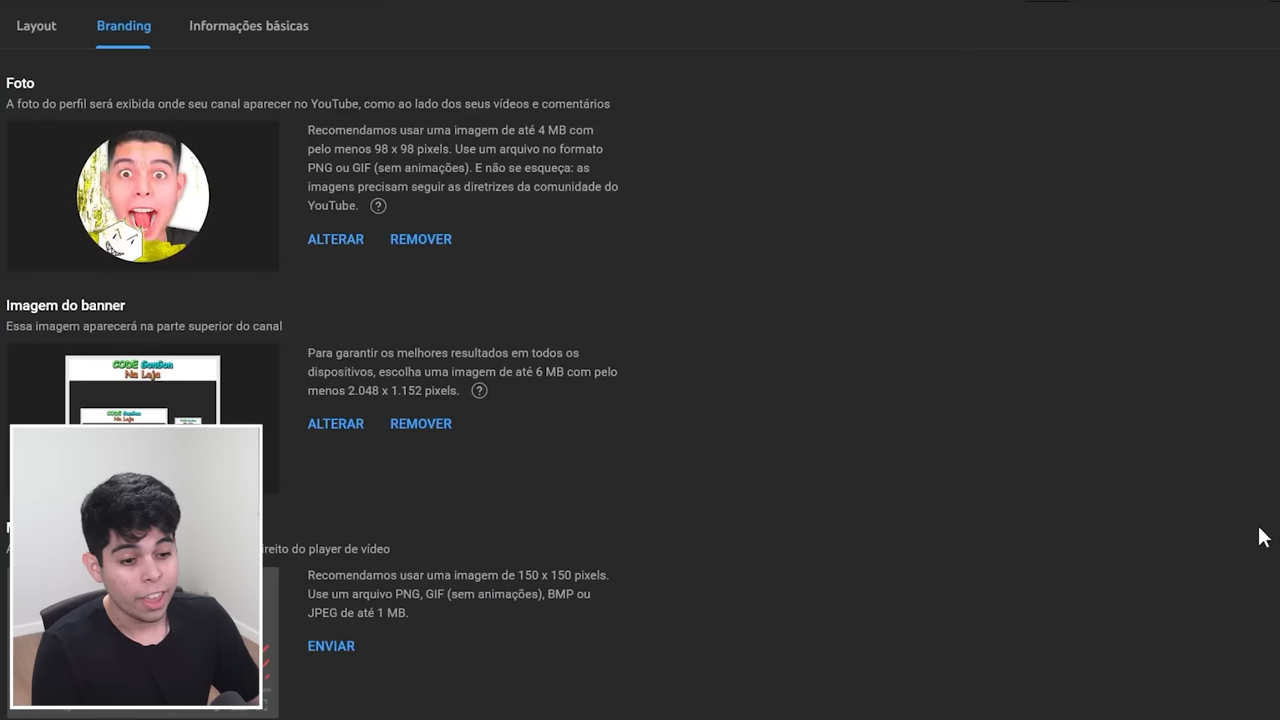 Layout
Branding
Informações básicas
Foto
A foto do perfil será exibida onde seu canal aparecer no YouTube, como ao lado dos seus vídeos e comentários
Recomendamos usar uma imagem de até 4 MB com
pelo menos 98 x 98 pixels. Use um arquivo no formato
PNG ou GIF (sem animações). E não se esqueça: as
imagens precisam seguir as diretrizes da comunidade do
YouTube.
ALTERAR
REMOVER
Imagem do banner
Essa imagem aparecerá na parte superior do canal
CODE GonGon
Na Loja
Para garantir os melhores resultados em todos os
dispositivos, escolha uma imagem de até 6 MB com pelo
menos 2.048 x 1.152 pixels.
ALTERAR
REMOVER
do player de vídeo
Recomendamos usar uma imagem de 150 x 150 pixels.
Use um arquivo PNG, GIF (sem animações), BMP ou
JPEG de até 1 MB.
ENVIAR